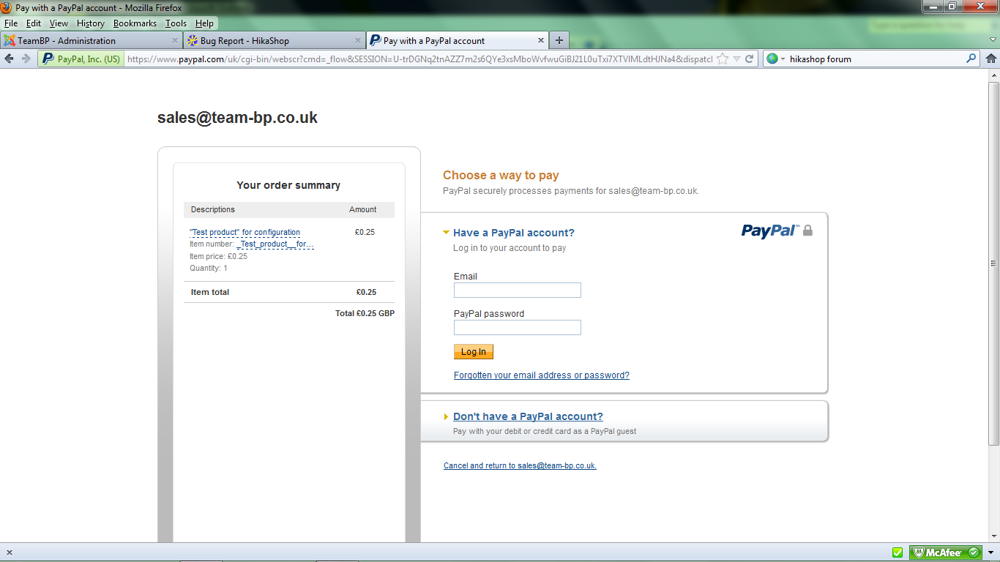 Pay with a PayPal account - Mozilla Firefox
File Edit View History Bookmarks Tools Help
TeamBP - Administration
Bug Report - HikaShop
Pay with a PayPal account
PayPal, Inc. (US)
https://www.paypal.com/uk/cgi-bin/webscr?cmd=_flow&SESSION=U-trDGNq2tnAZZ7m2s6QYe3xsMboWvfwuGiBJ21L0uTxi7XTVIMLdtHJNa4&dispatcl
hikashop forum
sales@team-bp.co.uk
Your order summary
Descriptions Amount
"Test product" for configuration £0.25
Item number: _Test_product__for...
Item price: £0.25
Quantity: 1
Item total £0.25
Total £0.25 GBP
Choose a way to pay
PayPal securely processes payments for sales@team-bp.co.uk.
Have a PayPal account?
PayPal™
Log in to your account to pay
Email
PayPal password
Log In
Forgotten your email address or password?
Don't have a PayPal account?
Pay with your debit or credit card as a PayPal guest
Cancel and return to sales@team-bp.co.uk.
McAfee